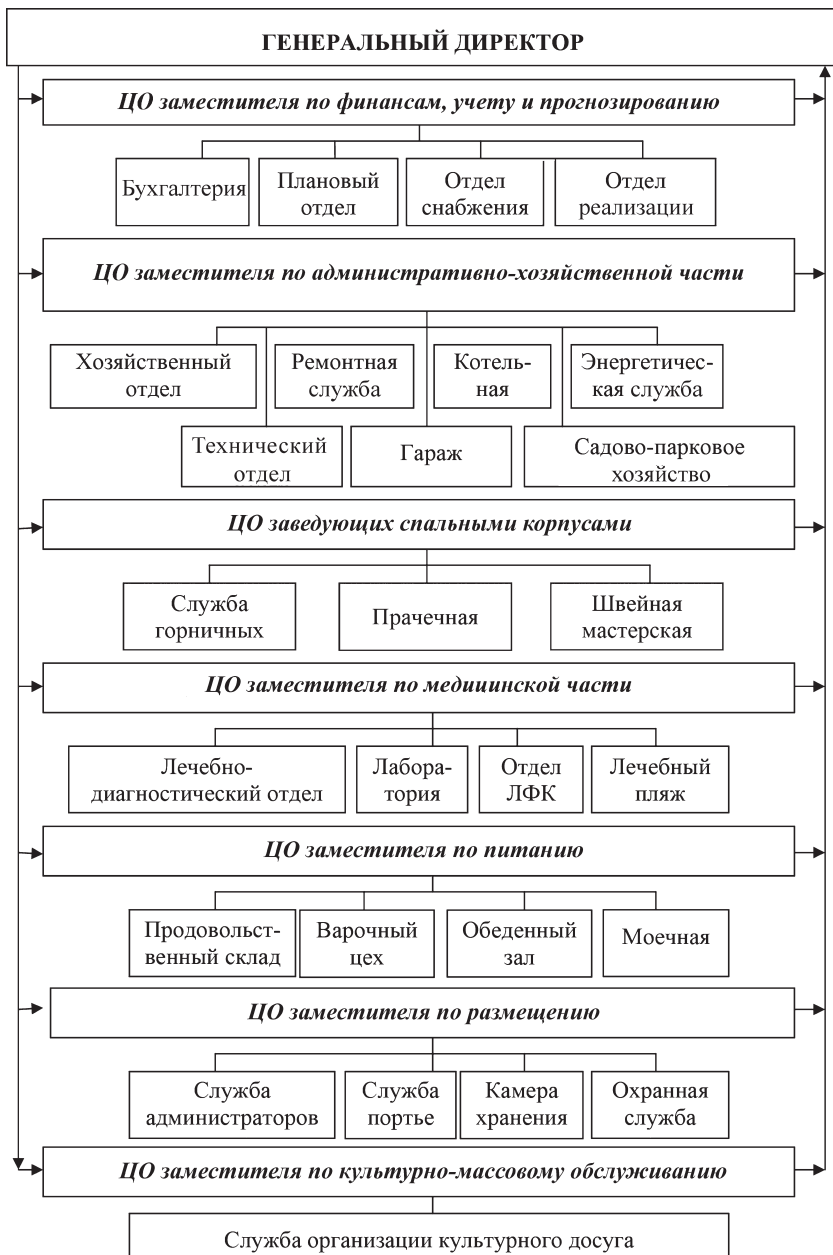 ГЕНЕРАЛЬНЫЙ ДИРЕКТОР
ЦО заместителя по финансам, учету и прогнозированию
Бухгалтерия
Плановый
отдел
Отдел
снабжения
Отдел
реализации
ЦО заместителя по административно-хозяйственной части
Хозяйственный
отдел
Ремонтная
служба
Котель-
ная
Энергетичес-
кая служба
Технический
отдел
Гараж
Садово-парковое
хозяйство
ЦО заведующих спальными корпусами
Служба
горничных
Прачечная
Швейная
мастерская
ЦО заместителя по медицинской части
Лечебно-
диагностический отдел
Лабора-
тория
Отдел
ЛФК
Лечебный
пляж
ЦО заместителя по питанию
Продовольст-
венный склад
Варочный
цех
Обеденный
зал
Моечная
ЦО заместителя по размещению
Служба
администраторов
Служба
портье
Камера
хранения
Охранная
служба
ЦО заместителя по культурно-массовому обслуживанию
Служба организации культурного досуга